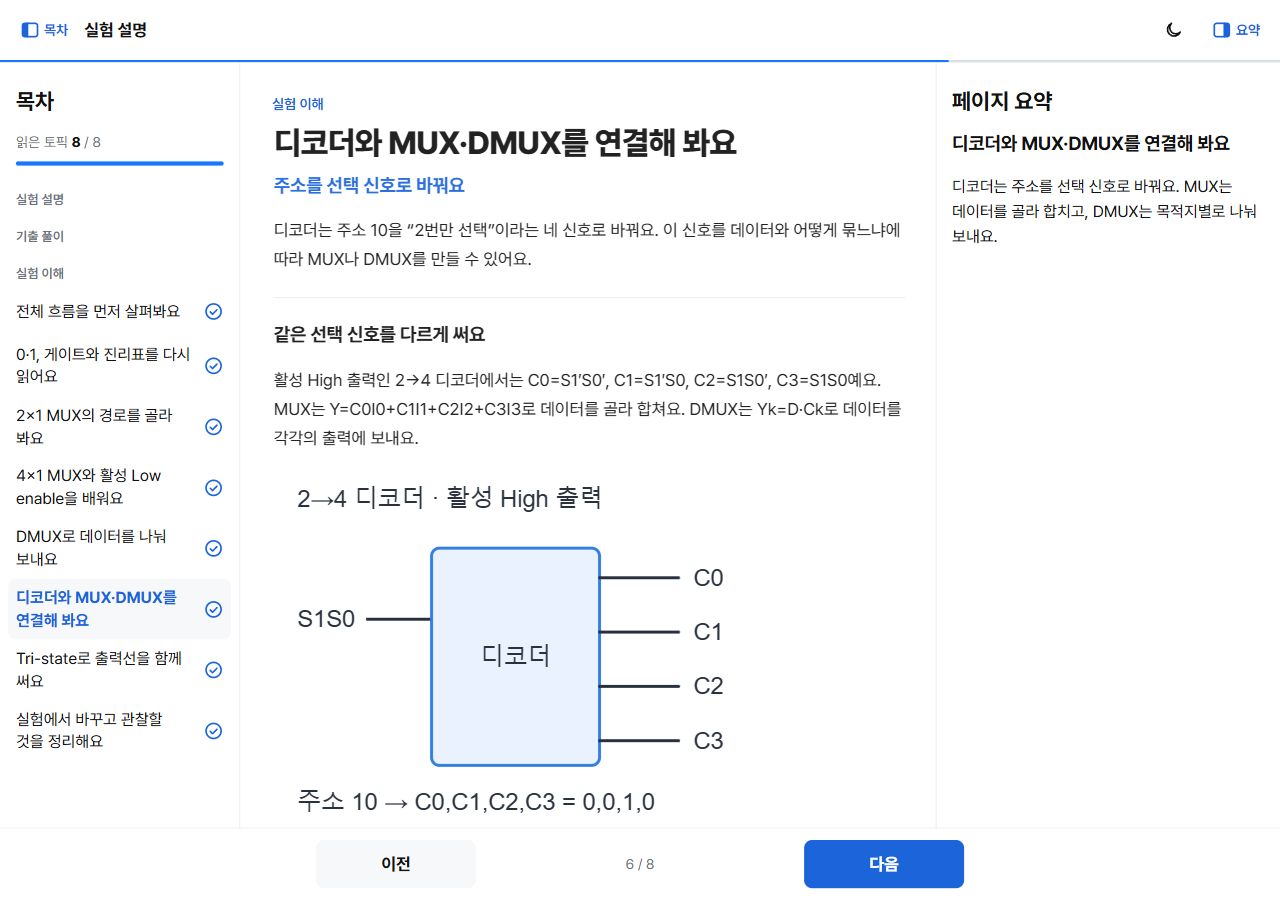 목차
실험 설명
요약
목차
읽은 토픽 8 / 8
실험 설명
기출 풀이
실험 이해
전체 흐름을 먼저 살펴봐요
0·1, 게이트와 진리표를 다시
읽어요
2×1 MUX의 경로를 골라
봐요
4×1 MUX와 활성 Low
enable을 배워요
DMUX로 데이터를 나눠
보내요
디코더와 MUX·DMUX를
연결해 봐요
Tri-state로 출력선을 함께
써요
실험에서 바꾸고 관찰할
것을 정리해요
실험 이해
디코더와 MUX·DMUX를 연결해 봐요
주소를 선택 신호로 바꿔요
디코더는 주소 10을 “2번만 선택”이라는 네 신호로 바꿔요. 이 신호를 데이터와 어떻게 묶느냐에
따라 MUX나 DMUX를 만들 수 있어요.
같은 선택 신호를 다르게 써요
활성 High 출력인 2→4 디코더에서는 C0=S1′S0′, C1=S1′S0, C2=S1S0′, C3=S1S0예요.
MUX는 Y=C0I0+C1I1+C2I2+C3I3로 데이터를 골라 합쳐요. DMUX는 Yk=D·Ck로 데이터를
각각의 출력에 보내요.
2→4 디코더 · 활성 High 출력
S1S0
디코더
C0
C1
C2
C3
주소 10 → C0,C1,C2,C3 = 0,0,1,0
페이지 요약
디코더와 MUX·DMUX를 연결해 봐요
디코더는 주소를 선택 신호로 바꿔요. MUX는
데이터를 골라 합치고, DMUX는 목적지별로 나눠
보내요.
이전
6 / 8
다음